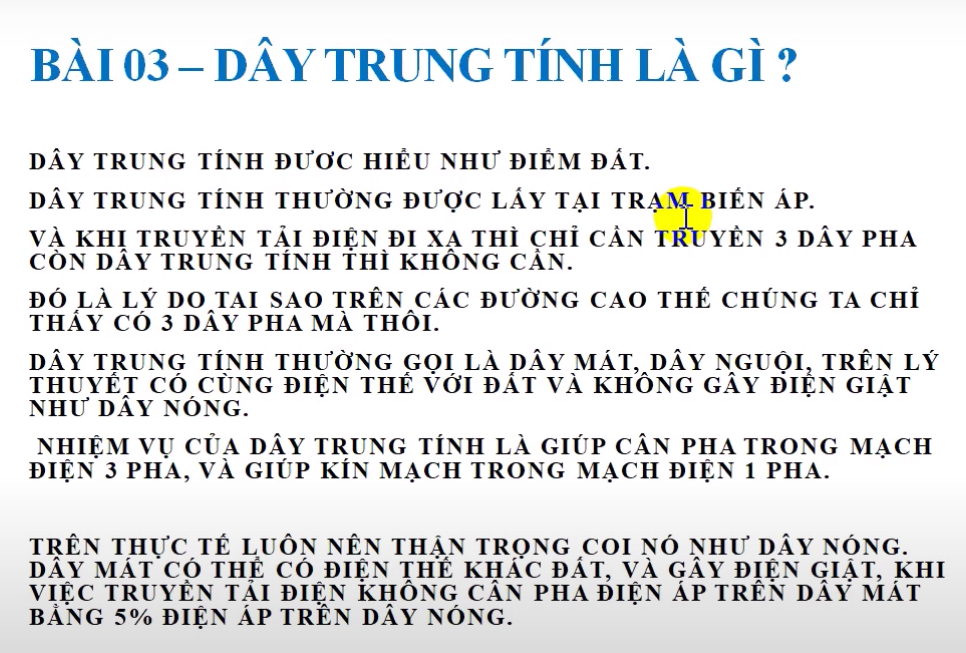 BÀI 03 – DÂY TRUNG TÍNH LÀ GÌ ?
DÂY TRUNG TÍNH ĐƯƠC HIỂU NHƯ ĐIỂM ĐẤT.
DÂY TRUNG TÍNH THƯỜNG ĐƯỢC LẤY TẠI TRẠM BIẾN ÁP.
VÀ KHI TRUYỀN TẢI ĐIỆN ĐI XA THÌ CHỈ CẦN TRUYỀN 3 DÂY PHA
CÒN DÂY TRUNG TÍNH THÌ KHÔNG CẦN.
ĐÓ LÀ LÝ DO TAI SAO TRÊN CÁC ĐƯỜNG CAO THẾ CHÚNG TA CHỈ
THẤY CÓ 3 DÂY PHA MÀ THÔI.
DÂY TRUNG TÍNH THƯỜNG GỌI LÀ DÂY MÁT, DÂY NGUỘI, TRÊN LÝ
THUYẾT CÓ CÙNG ĐIỆN THẾ VỚI ĐẤT VÀ KHÔNG GÂY ĐIỆN GIẬT
NHƯ DÂY NÓNG.
NHIỆM VỤ CỦA DÂY TRUNG TÍNH LÀ GIÚP CÂN PHA TRONG MẠCH
ĐIỆN 3 PHA, VÀ GIÚP KÍN MẠCH TRONG MẠCH ĐIỆN 1 PHA.
TRÊN THỰC TẾ LUÔN NÊN THẬN TRỌNG COI NÓ NHƯ DÂY NÓNG.
DÂY MÁT CÓ THỂ CÓ ĐIỆN THẾ KHÁC ĐẤT, VÀ GÂY ĐIỆN GIẬT, KHI
VIỆC TRUYỀN TẢI ĐIỆN KHÔNG CÂN PHA ĐIỆN ÁP TRÊN DÂY MÁT
BẰNG 5% ĐIỆN ÁP TRÊN DÂY NÓNG.